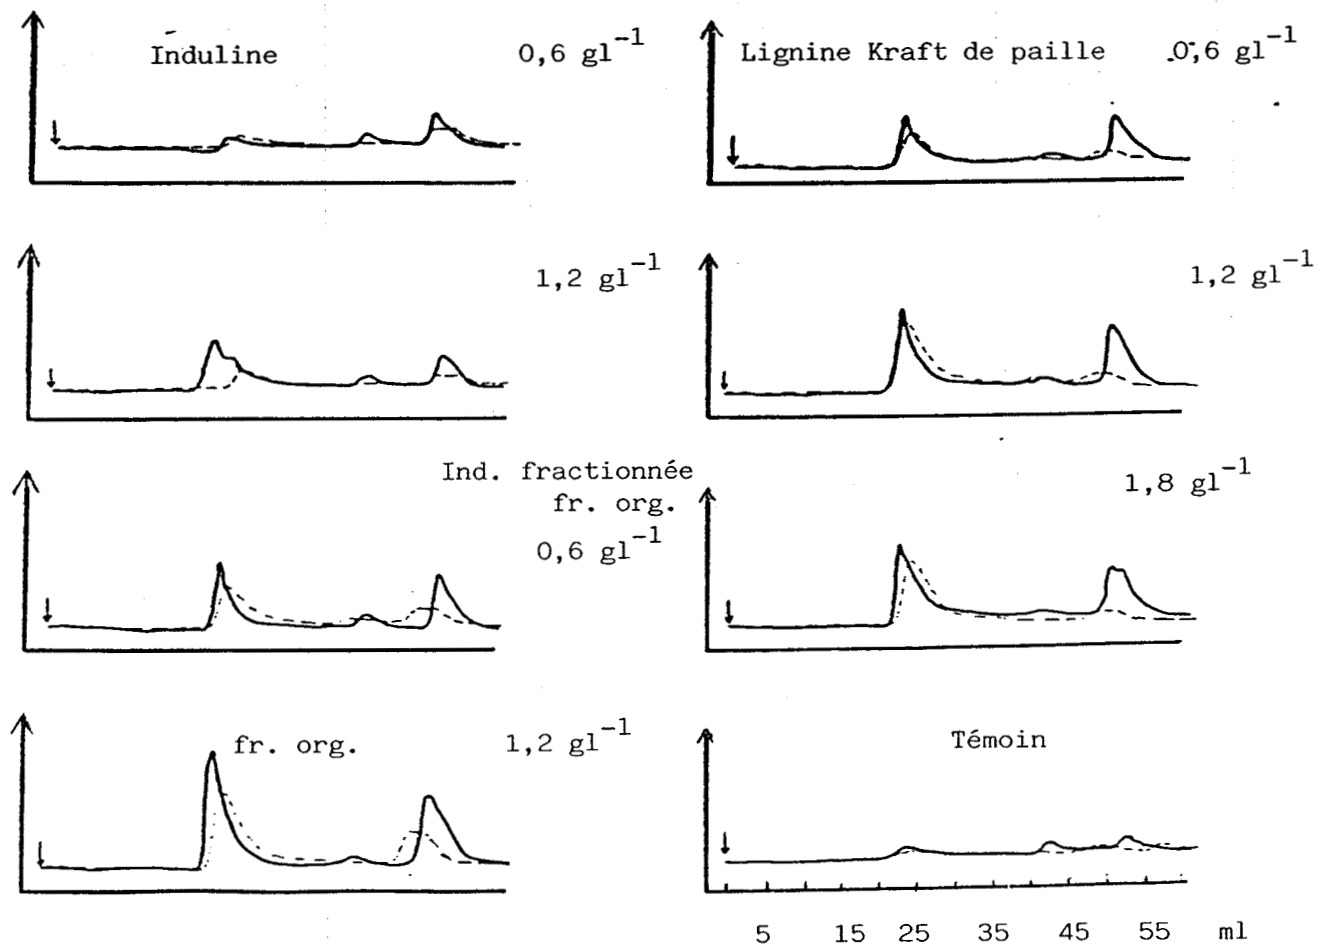 Induline 0,6 gl⁻¹
Lignine Kraft de paille 0,6 gl⁻¹
1,2 gl⁻¹
1,2 gl⁻¹
Ind. fractionnée
fr. org.
0,6 gl⁻¹
1,8 gl⁻¹
fr. org. 1,2 gl⁻¹
Témoin
5 15 25 35 45 55 ml